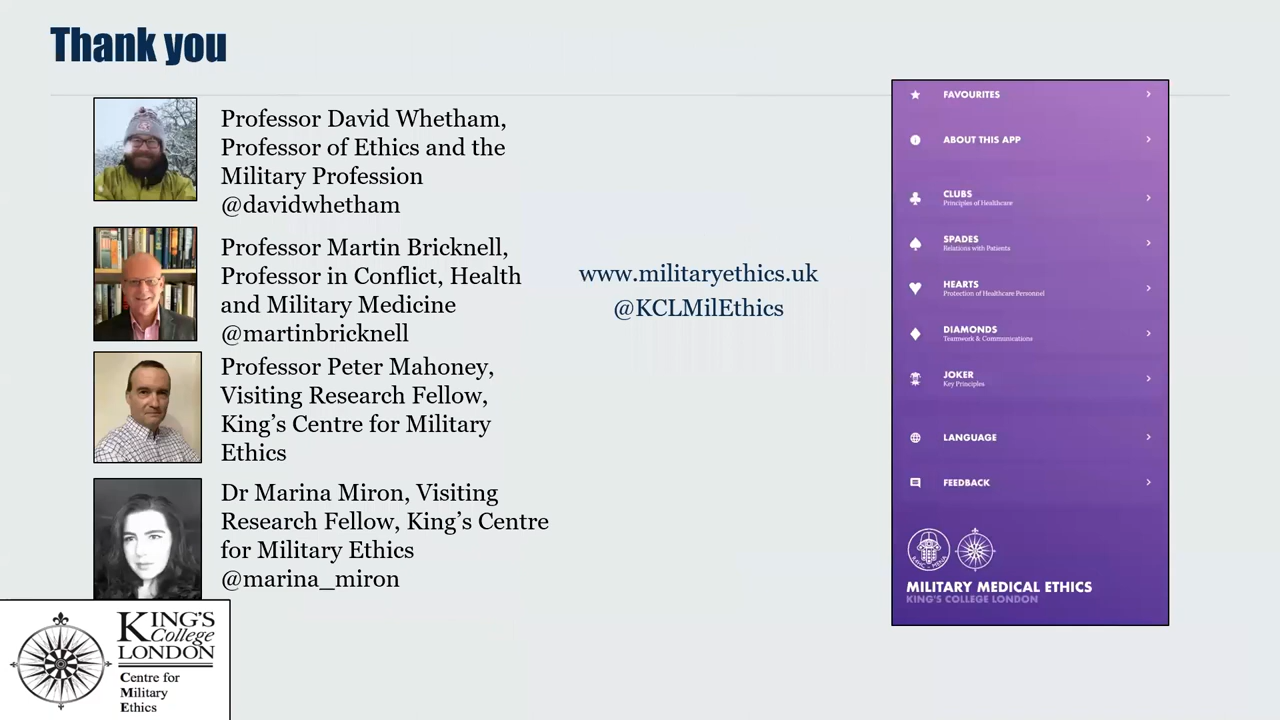 Thank you
Professor David Whetham,
Professor of Ethics and the
Military Profession
@davidwhetham
Professor Martin Bricknell,
Professor in Conflict, Health
and Military Medicine
@martinbricknell
Professor Peter Mahoney,
Visiting Research Fellow,
King’s Centre for Military
Ethics
Dr Marina Miron, Visiting
Research Fellow, King’s Centre
for Military Ethics
@marina_miron
www.militaryethics.uk
@KCLMilEthics
FAVOURITES
ABOUT THIS APP
CLUBS
Principles of Healthcare
SPADES
Relations with Patients
HEARTS
Protection of Healthcare Personnel
DIAMONDS
Teamwork & Communications
JOKER
Key Principles
LANGUAGE
FEEDBACK
MILITARY MEDICAL ETHICS
KING'S COLLEGE LONDON
KING'S
College
LONDON
Centre for
Military
Ethics